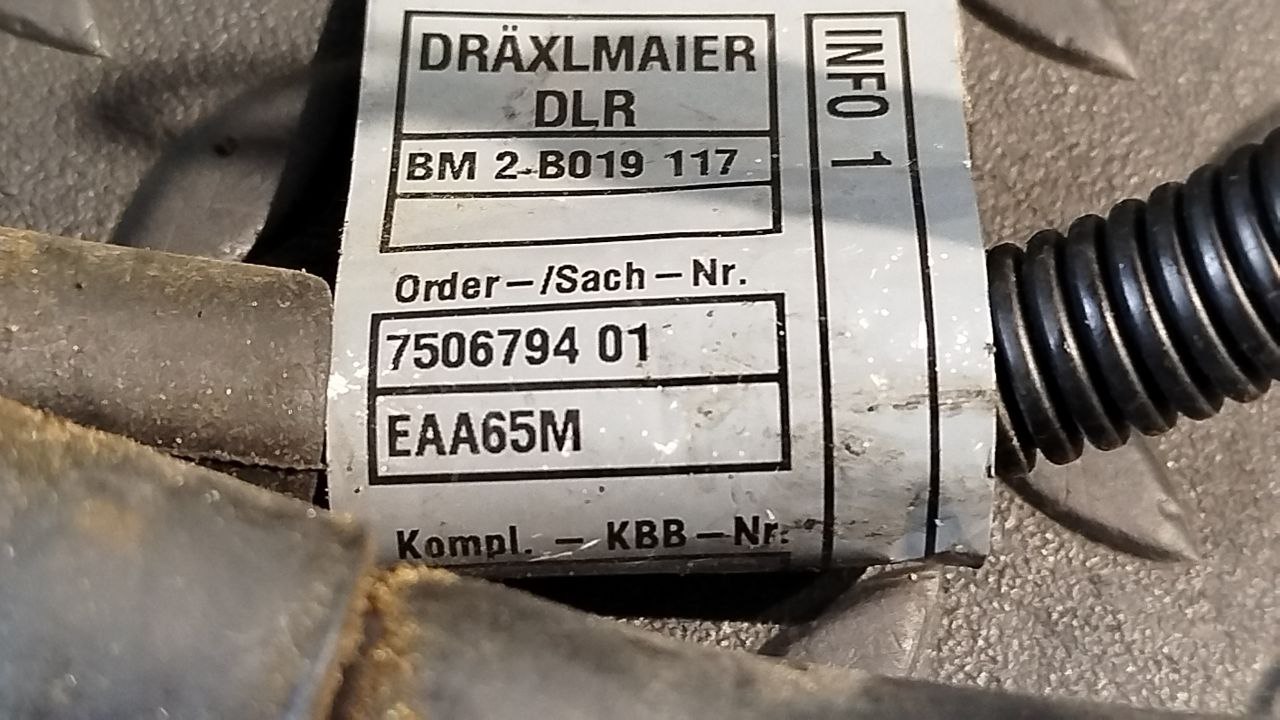 DRÄXLMAIER
DLR
BM 2-B019 117
Order-/Sach-Nr.
7506794 01
EAA65M
Kompl. - KBB-Nr.
INFO 1